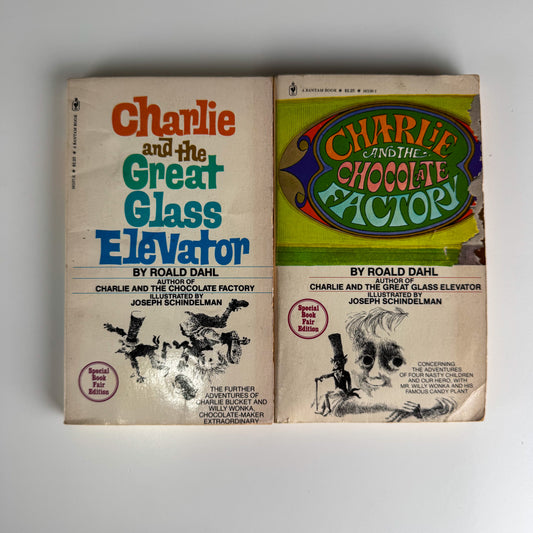 A BANTAM BOOK
Charlie
and the
Great
Glass
Elevator
BY ROALD DAHL
AUTHOR OF
CHARLIE AND THE CHOCOLATE FACTORY
ILLUSTRATED BY
JOSEPH SCHINDELMAN
Special
Book
Fair
Edition
THE FURTHER
ADVENTURES OF
CHARLIE BUCKET AND
WILLY WONKA,
CHOCOLATE-MAKER
EXTRAORDINARY
A BANTAM BOOK
CHARLIE
AND THE
CHOCOLATE
FACTORY
BY ROALD DAHL
AUTHOR OF
CHARLIE AND THE GREAT GLASS ELEVATOR
ILLUSTRATED BY
JOSEPH SCHINDELMAN
Special
Book
Fair
Edition
CONCERNING
THE ADVENTURES
OF FOUR NASTY CHILDREN
AND OUR HERO, WITH
MR. WILLY WONKA AND HIS
FAMOUS CANDY PLANT